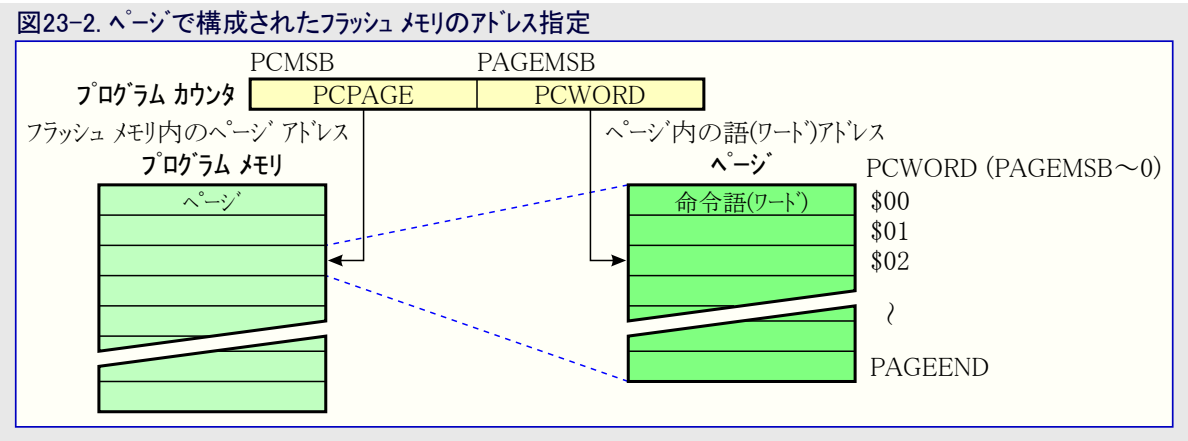 図23-2. ﾍﾟｰｼﾞで構成されたﾌﾗｯｼｭ ﾒﾓﾘのｱﾄﾞﾚｽ指定
PCMSB PAGEMSB
ﾌﾟﾛｸﾞﾗﾑ ｶｳﾝﾀ PCPAGE PCWORD
ﾌﾗｯｼｭ ﾒﾓﾘ内のﾍﾟｰｼﾞ ｱﾄﾞﾚｽ ﾍﾟｰｼﾞ内の語(ﾜｰﾄﾞ)ｱﾄﾞﾚｽ
ﾌﾟﾛｸﾞﾗﾑ ﾒﾓﾘ ﾍﾟｰｼﾞ PCWORD (PAGEMSB～0)
ﾍﾟｰｼﾞ 命令語(ﾜｰﾄﾞ) $00
$01
$02
～
PAGEEND